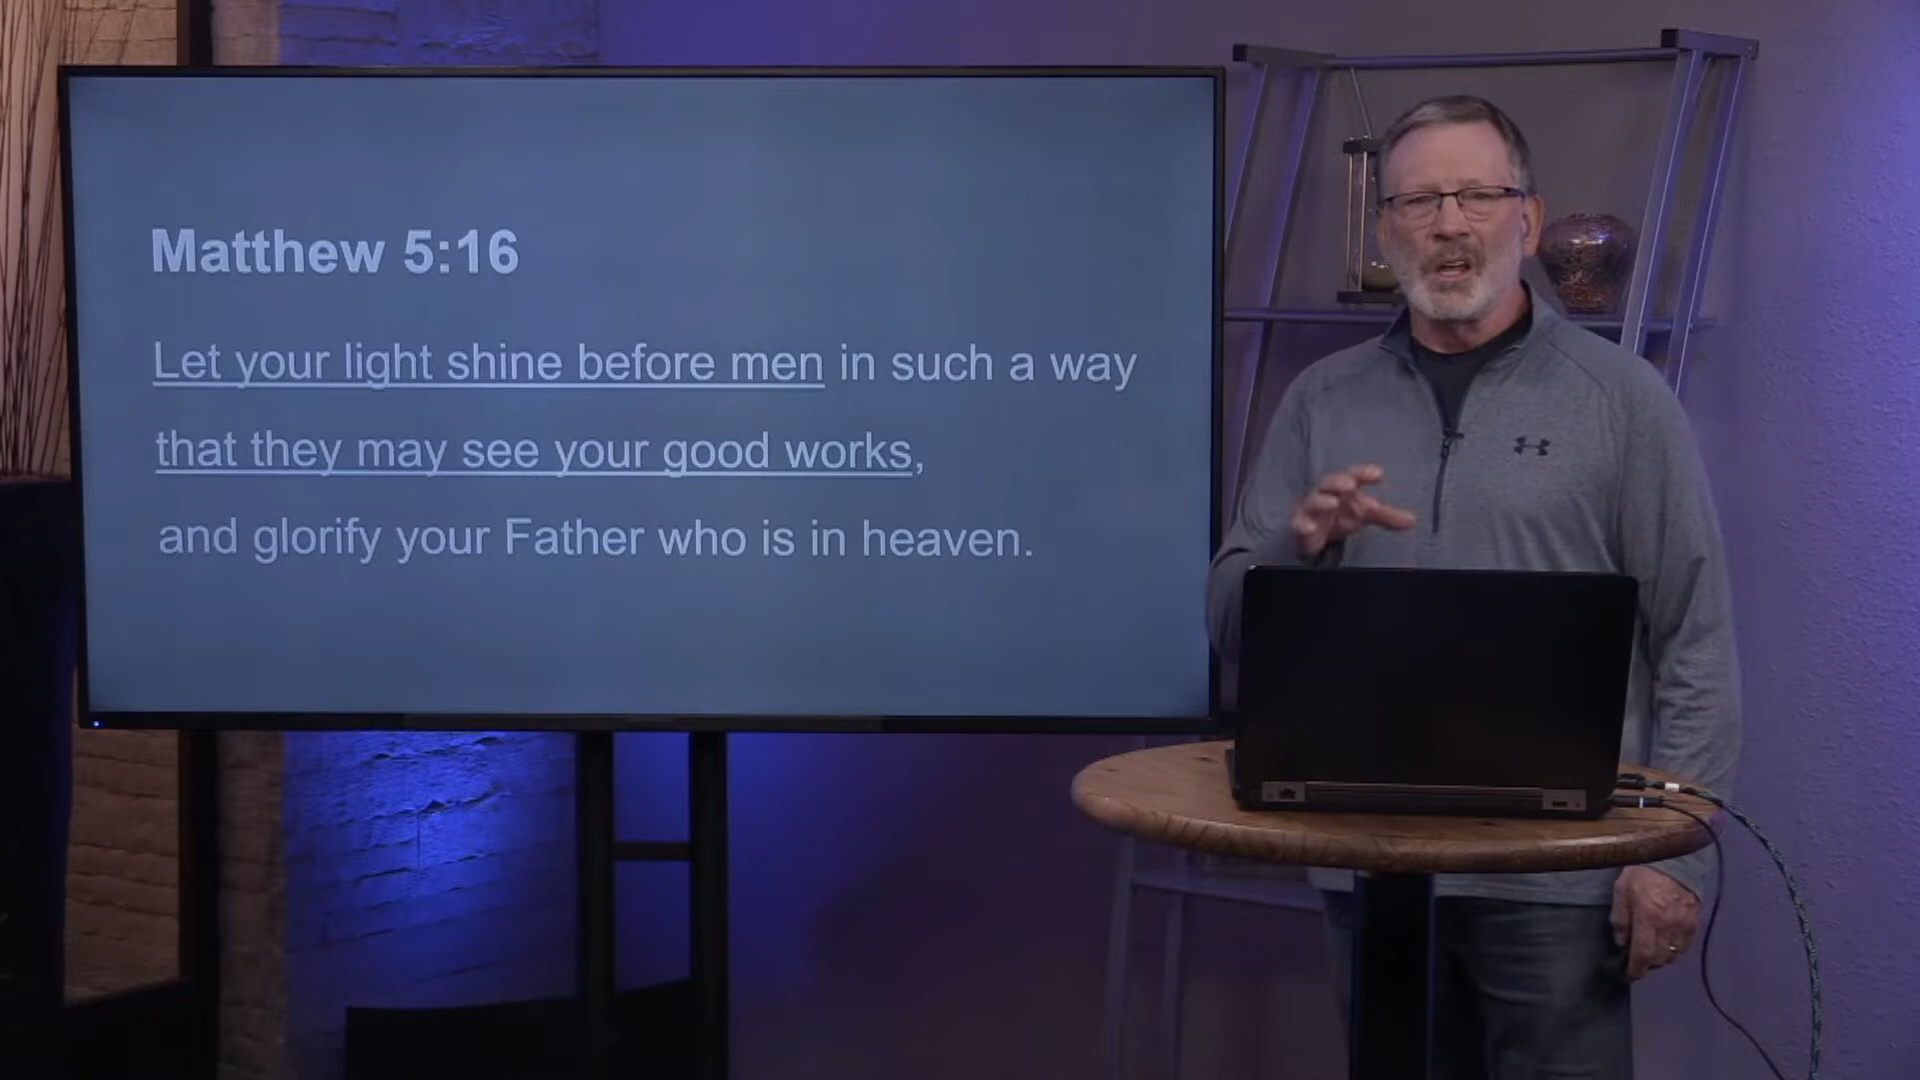 Matthew 5:16
Let your light shine before men in such a way
that they may see your good works,
and glorify your Father who is in heaven.